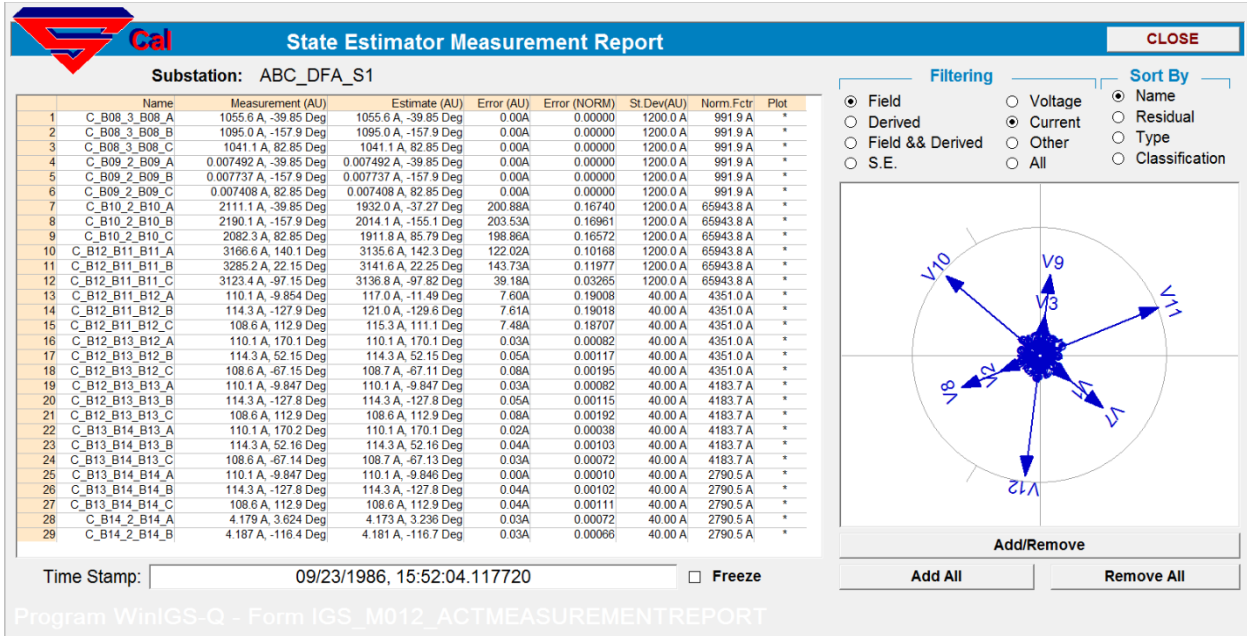 Cal
State Estimator Measurement Report
CLOSE
Substation: ABC_DFA_S1
Filtering
Sort By
Field
Voltage
Name
Derived
Current
Residual
Field && Derived
Other
Type
S.E.
All
Classification
Name Measurement (AU) Estimate (AU) Error (AU) Error (NORM) St.Dev(AU) Norm.Fctr Plot
1 C_B08_3_B08_A 1055.6 A, -39.85 Deg 1055.6 A, -39.85 Deg 0.00A 0.00000 1200.0 A 991.9 A *
2 C_B08_3_B08_B 1095.0 A, -157.9 Deg 1095.0 A, -157.9 Deg 0.00A 0.00000 1200.0 A 991.9 A *
3 C_B08_3_B08_C 1041.1 A, 82.85 Deg 1041.1 A, 82.85 Deg 0.00A 0.00000 1200.0 A 991.9 A *
4 C_B09_2_B09_A 0.007492 A, -39.85 Deg 0.007492 A, -39.85 Deg 0.00A 0.00000 1200.0 A 991.9 A *
5 C_B09_2_B09_B 0.007737 A, -157.9 Deg 0.007737 A, -157.9 Deg 0.00A 0.00000 1200.0 A 991.9 A *
6 C_B09_2_B09_C 0.007408 A, 82.85 Deg 0.007408 A, 82.85 Deg 0.00A 0.00000 1200.0 A 991.9 A *
7 C_B10_2_B10_A 2111.1 A, -39.85 Deg 1932.0 A, -37.27 Deg 200.88A 0.16740 1200.0 A 65943.8 A *
8 C_B10_2_B10_B 2190.1 A, -157.9 Deg 2014.1 A, -155.1 Deg 203.53A 0.16961 1200.0 A 65943.8 A *
9 C_B10_2_B10_C 2082.3 A, 82.85 Deg 1911.8 A, 85.79 Deg 198.86A 0.16572 1200.0 A 65943.8 A *
10 C_B12_B11_B11_A 3166.6 A, 140.1 Deg 3135.6 A, 142.3 Deg 122.02A 0.10168 1200.0 A 65943.8 A *
11 C_B12_B11_B11_B 3285.2 A, 22.15 Deg 3141.6 A, 22.25 Deg 143.73A 0.11977 1200.0 A 65943.8 A *
12 C_B12_B11_B11_C 3123.4 A, -97.15 Deg 3136.8 A, -97.82 Deg 39.18A 0.03265 1200.0 A 65943.8 A *
13 C_B12_B11_B12_A 110.1 A, -9.854 Deg 117.0 A, -11.49 Deg 7.60A 0.19008 40.00 A 4351.0 A *
14 C_B12_B11_B12_B 114.3 A, -127.9 Deg 121.0 A, -129.6 Deg 7.61A 0.19018 40.00 A 4351.0 A *
15 C_B12_B11_B12_C 108.6 A, 112.9 Deg 115.3 A, 111.1 Deg 7.48A 0.18707 40.00 A 4351.0 A *
16 C_B12_B13_B12_A 110.1 A, 170.1 Deg 110.1 A, 170.1 Deg 0.03A 0.00082 40.00 A 4351.0 A *
17 C_B12_B13_B12_B 114.3 A, 52.15 Deg 114.3 A, 52.15 Deg 0.05A 0.00117 40.00 A 4351.0 A *
18 C_B12_B13_B12_C 108.6 A, -67.15 Deg 108.7 A, -67.11 Deg 0.08A 0.00195 40.00 A 4351.0 A *
19 C_B12_B13_B13_A 110.1 A, -9.847 Deg 110.1 A, -9.847 Deg 0.03A 0.00082 40.00 A 4183.7 A *
20 C_B12_B13_B13_B 114.3 A, -127.8 Deg 114.3 A, -127.8 Deg 0.05A 0.00115 40.00 A 4183.7 A *
21 C_B12_B13_B13_C 108.6 A, 112.9 Deg 108.6 A, 112.9 Deg 0.08A 0.00192 40.00 A 4183.7 A *
22 C_B13_B14_B13_A 110.1 A, 170.2 Deg 110.1 A, 170.1 Deg 0.02A 0.00038 40.00 A 4183.7 A *
23 C_B13_B14_B13_B 114.3 A, 52.16 Deg 114.3 A, 52.16 Deg 0.04A 0.00103 40.00 A 4183.7 A *
24 C_B13_B14_B13_C 108.6 A, -67.14 Deg 108.7 A, -67.13 Deg 0.03A 0.00072 40.00 A 4183.7 A *
25 C_B13_B14_B14_A 110.1 A, -9.847 Deg 110.1 A, -9.846 Deg 0.00A 0.00010 40.00 A 2790.5 A *
26 C_B13_B14_B14_B 114.3 A, -127.8 Deg 114.3 A, -127.8 Deg 0.04A 0.00102 40.00 A 2790.5 A *
27 C_B13_B14_B14_C 108.6 A, 112.9 Deg 108.6 A, 112.9 Deg 0.04A 0.00111 40.00 A 2790.5 A *
28 C_B14_2_B14_A 4.179 A, 3.624 Deg 4.173 A, 3.236 Deg 0.03A 0.00072 40.00 A 2790.5 A *
29 C_B14_2_B14_B 4.187 A, -116.4 Deg 4.181 A, -116.7 Deg 0.03A 0.00066 40.00 A 2790.5 A *
V10
V9
V3
V11
V8
V2
V1
V7
V12
Add/Remove
Add All
Remove All
Time Stamp: 09/23/1986, 15:52:04.117720
Freeze
Program WinIGS-Q - Form IGS_M012_ACTMEASUREMENTREPORT